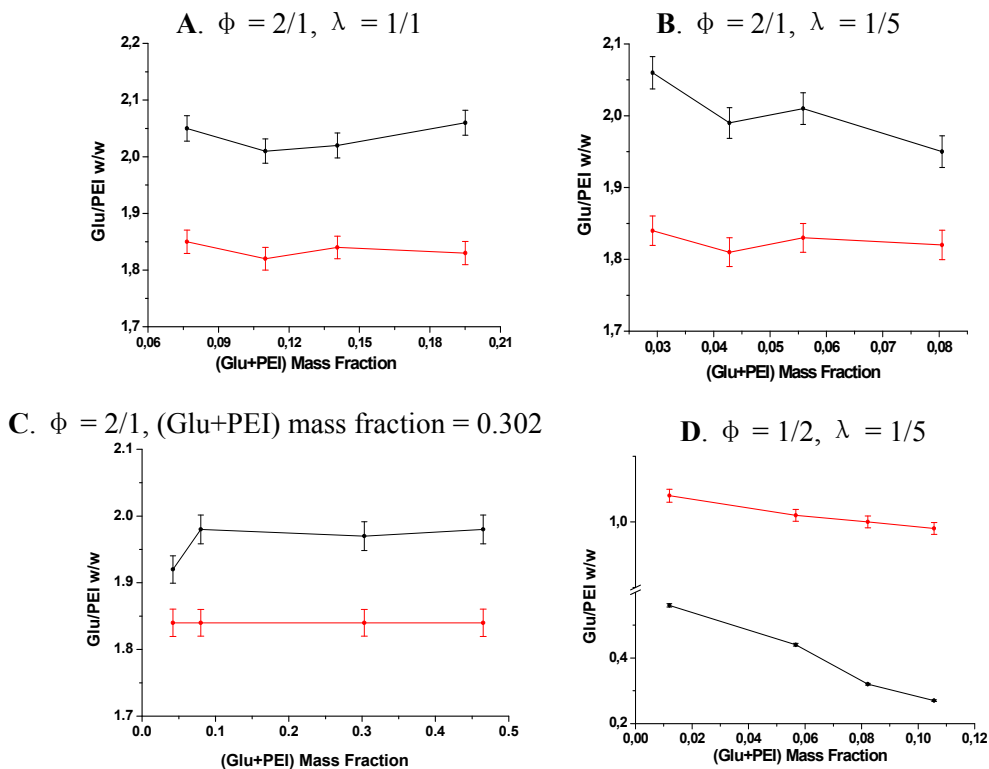 A. ϕ = 2/1, λ = 1/1
2,2
2,1
2,0
1,9
1,8
1,7
0,06 0,09 0,12 0,15 0,18 0,21
Glu/PEI w/w
(Glu+PEI) Mass Fraction
B. ϕ = 2/1, λ = 1/5
2,1
2,0
1,9
1,8
1,7
0,03 0,04 0,05 0,06 0,07 0,08
Glu/PEI w/w
(Glu+PEI) Mass Fraction
C. ϕ = 2/1, (Glu+PEI) mass fraction = 0.302
2.1
2.0
1.9
1.8
1.7
0.0 0.1 0.2 0.3 0.4 0.5
Glu/PEI w/w
(Glu+PEI) Mass Fraction
D. ϕ = 1/2, λ = 1/5
1,0
0,4
0,2
0,00 0,02 0,04 0,06 0,08 0,10 0,12
Glu/PEI w/w
(Glu+PEI) Mass Fraction